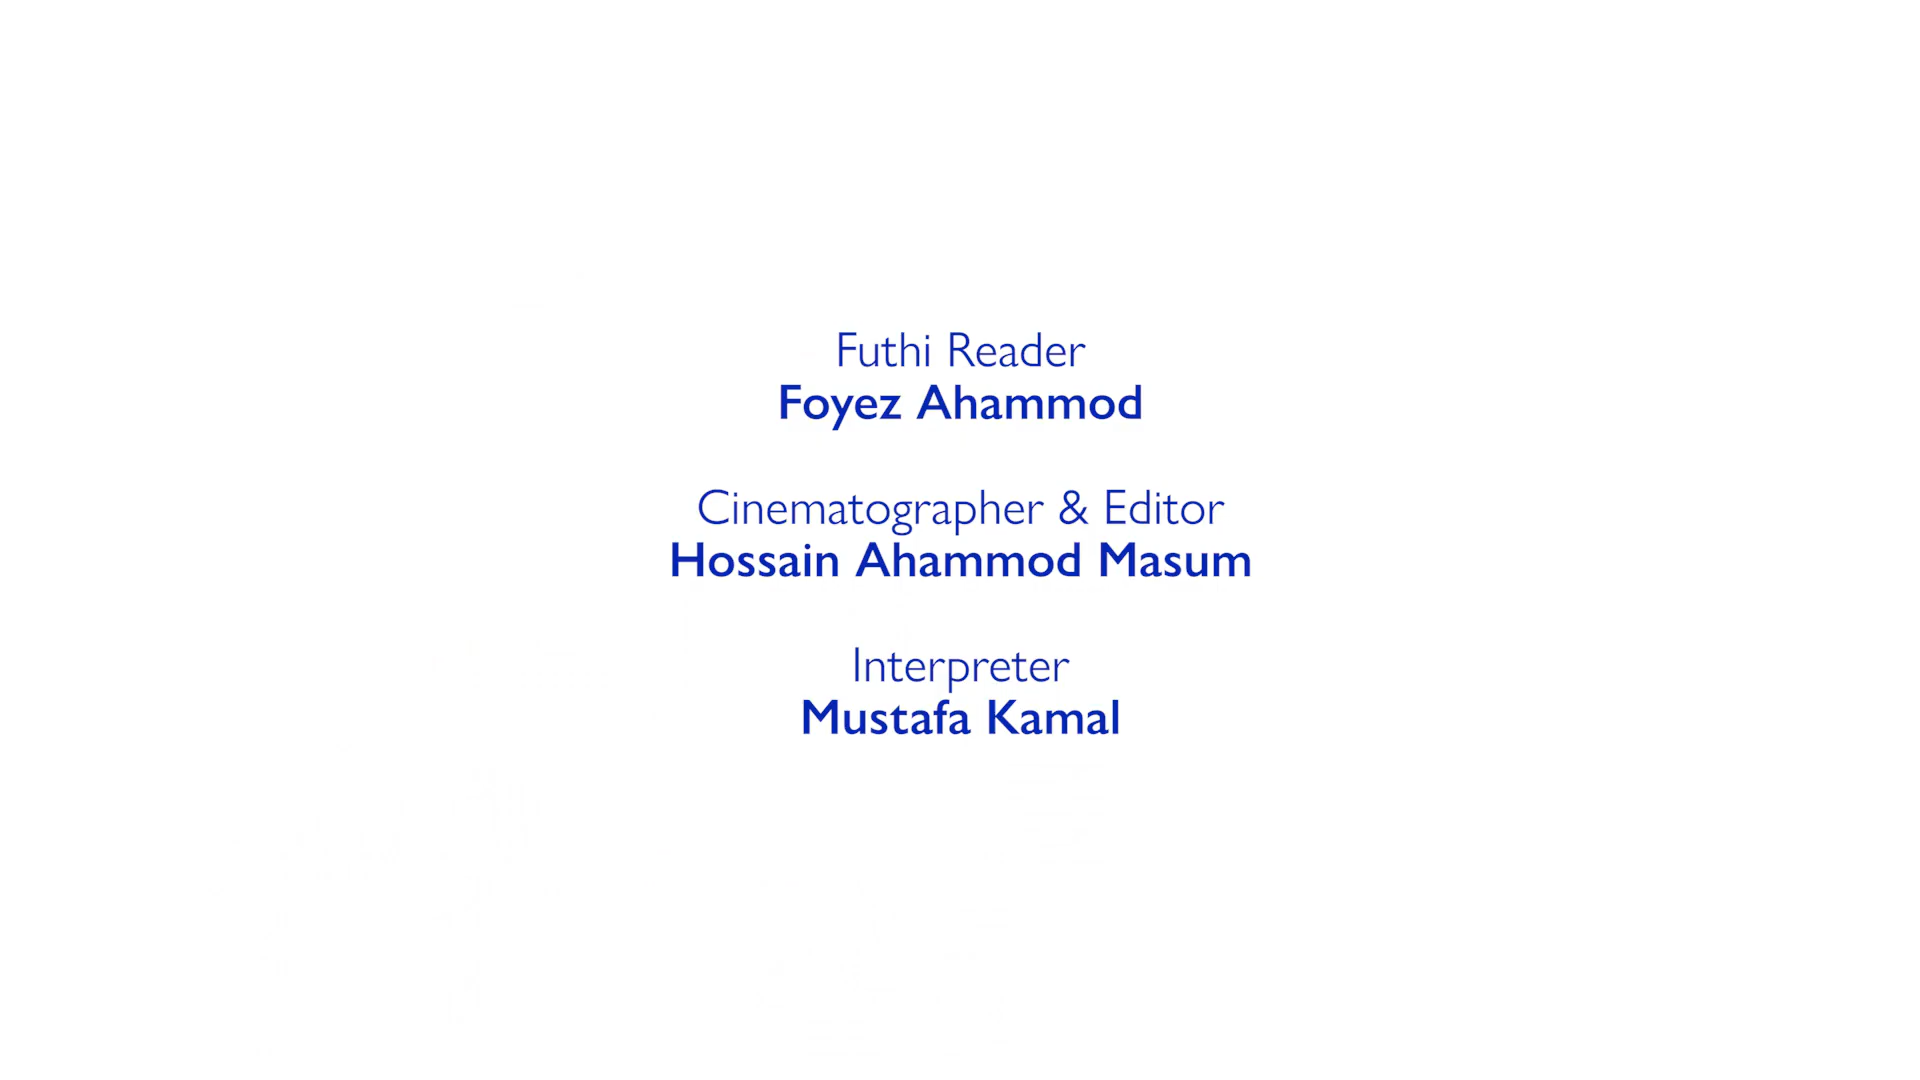 Futhi Reader
Foyez Ahammod
Cinematographer & Editor
Hossain Ahammod Masum
Interpreter
Mustafa Kamal